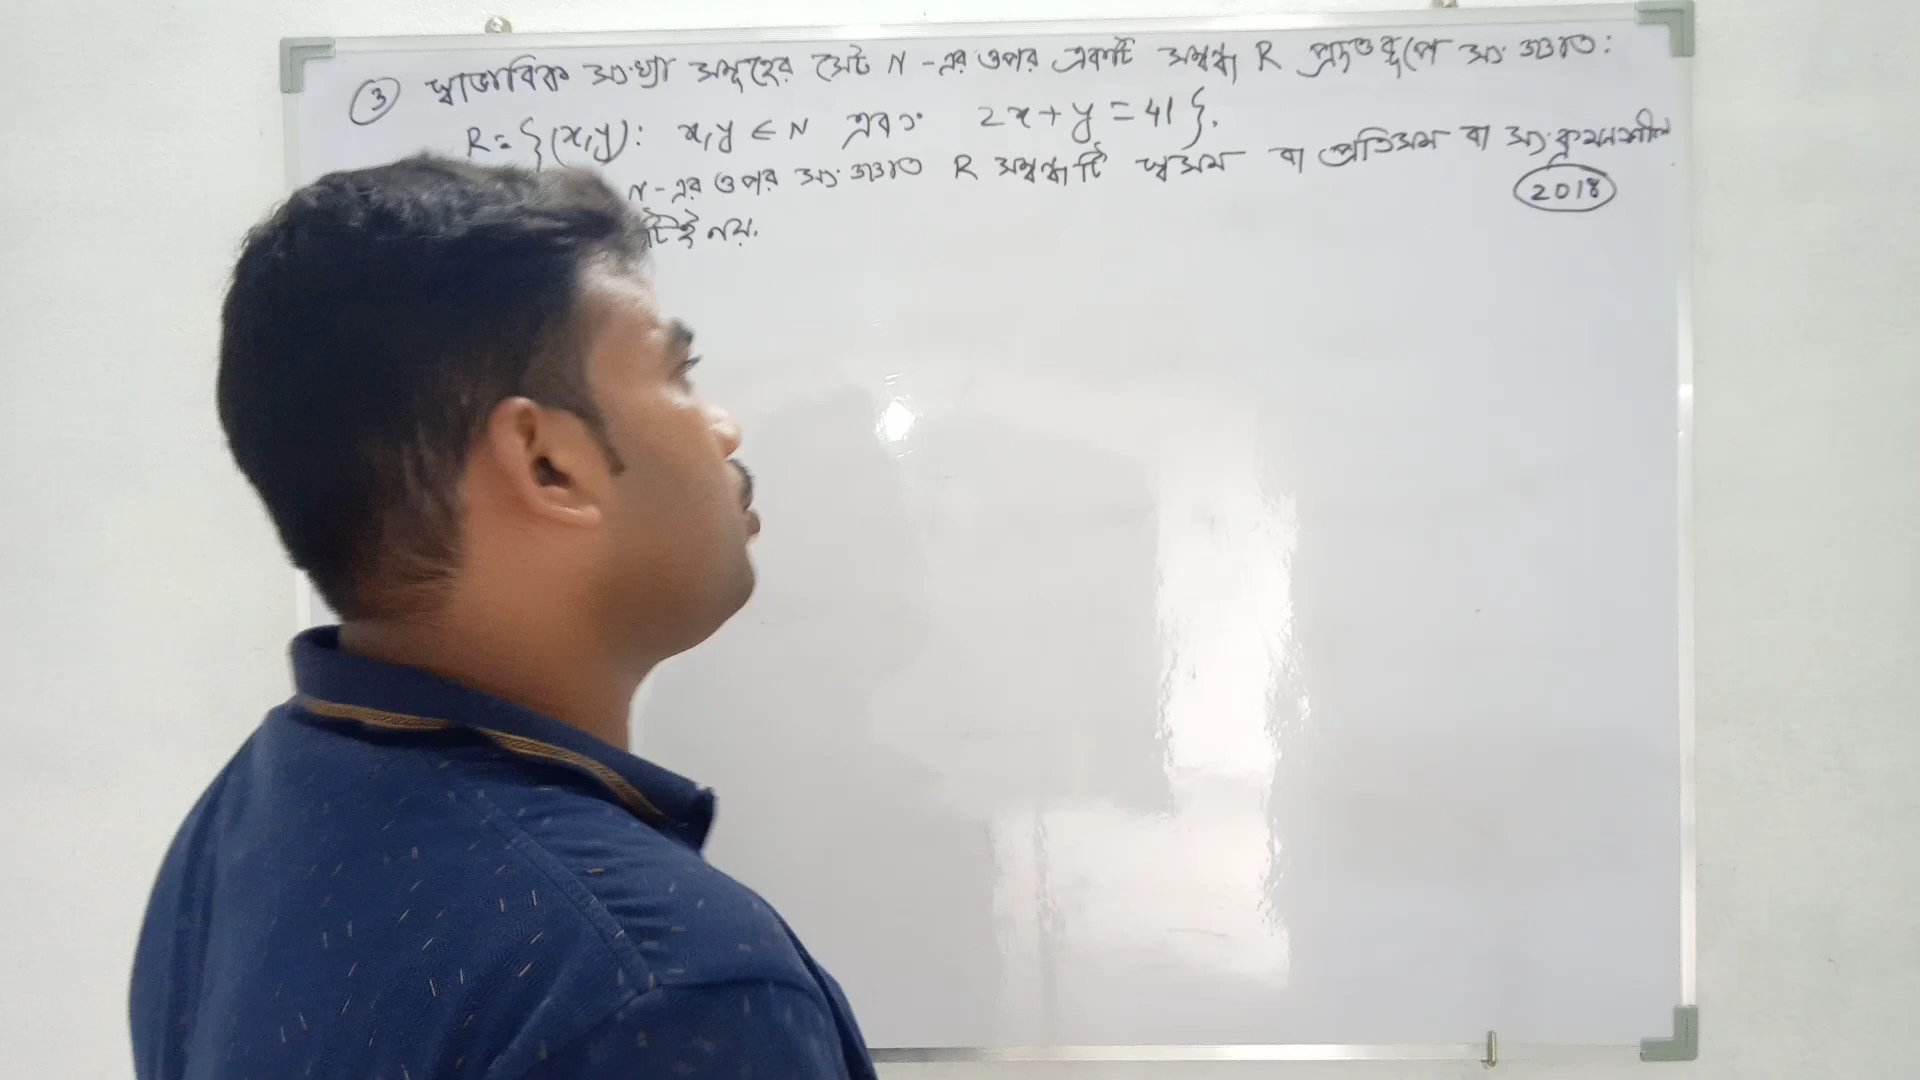 ③ স্বাভাবিক সংখ্যা সমূহের সেট N-এর ওপর একটি সম্বন্ধ R প্রদত্তরূপে সংজ্ঞাত:
R = {(x,y): x,y ∈ N এবং 2x + y = 41}.
N-এর ওপর সংজ্ঞাত R সম্বন্ধটি স্বসম বা প্রতিসম বা সংক্রমণশীল
টিই নয়.
2018